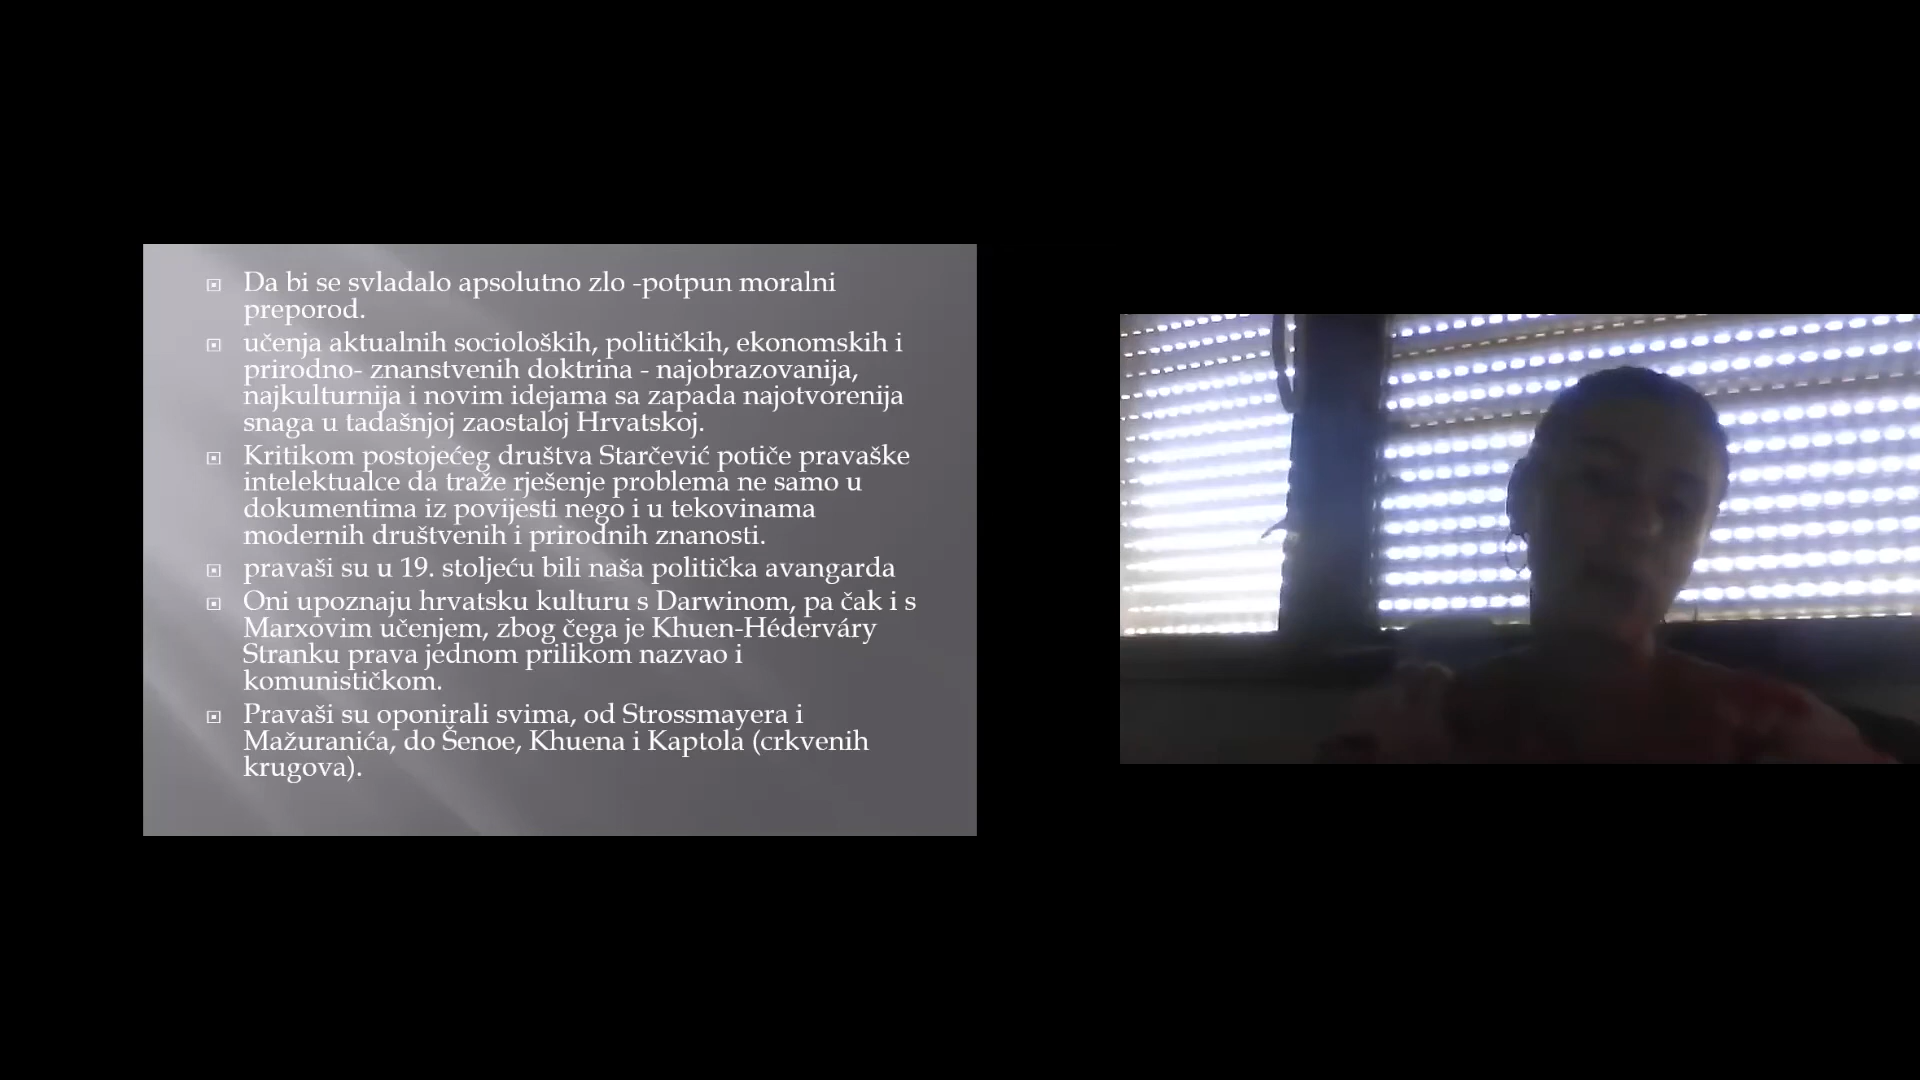 Da bi se svladalo apsolutno zlo -potpun moralni
preporod.
učenja aktualnih socioloških, političkih, ekonomskih i
prirodno- znanstvenih doktrina - najobrazovanija,
najkulturnija i novim idejama sa zapada najotvorenija
snaga u tadašnjoj zaostaloj Hrvatskoj.
Kritikom postojećeg društva Starčević potiče pravaške
intelektualce da traže rješenje problema ne samo u
dokumentima iz povijesti nego i u tekovinama
modernih društvenih i prirodnih znanosti.
pravaši su u 19. stoljeću bili naša politička avangarda
Oni upoznaju hrvatsku kulturu s Darwinom, pa čak i s
Marxovim učenjem, zbog čega je Khuen-Héderváry
Stranku prava jednom prilikom nazvao i
komunističkom.
Pravaši su oponirali svima, od Strossmayera i
Mažuranića, do Šenoe, Khuena i Kaptola (crkvenih
krugova).